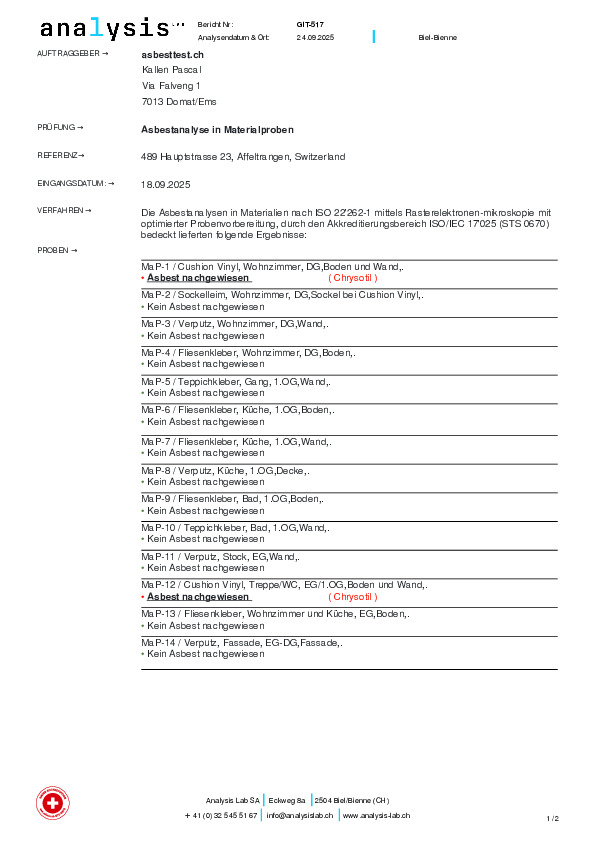 analysis
Bericht Nr: GIT-517
Analysendatum & Ort: 24.09.2025 Biel-Bienne
AUFTRAGGEBER → asbesttest.ch
Kallen Pascal
Via Falveng 1
7013 Domat/Ems
PRÜFUNG → Asbestanalyse in Materialproben
REFERENZ→ 489 Hauptstrasse 23, Affeltrangen, Switzerland
EINGANGSDATUM: → 18.09.2025
VERFAHREN → Die Asbestanalysen in Materialien nach ISO 22'262-1 mittels Rasterelektronen-mikroskopie mit
optimierter Probenvorbereitung, durch den Akkreditierungsbereich ISO/IEC 17'025 (STS 0670)
bedeckt lieferten folgende Ergebnisse:
PROBEN →
MaP-1 / Cushion Vinyl, Wohnzimmer, DG,Boden und Wand,.
• Asbest nachgewiesen ( Chrysotil )
MaP-2 / Sockelleim, Wohnzimmer, DG,Sockel bei Cushion Vinyl,.
• Kein Asbest nachgewiesen
MaP-3 / Verputz, Wohnzimmer, DG,Wand,.
• Kein Asbest nachgewiesen
MaP-4 / Fliesenkleber, Wohnzimmer, DG,Boden,.
• Kein Asbest nachgewiesen
MaP-5 / Teppichkleber, Gang, 1.OG,Wand,.
• Kein Asbest nachgewiesen
MaP-6 / Fliesenkleber, Küche, 1.OG,Boden,.
• Kein Asbest nachgewiesen
MaP-7 / Fliesenkleber, Küche, 1.OG,Wand,.
• Kein Asbest nachgewiesen
MaP-8 / Verputz, Küche, 1.OG,Decke,.
• Kein Asbest nachgewiesen
MaP-9 / Fliesenkleber, Bad, 1.OG,Boden,.
• Kein Asbest nachgewiesen
MaP-10 / Teppichkleber, Bad, 1.OG,Wand,.
• Kein Asbest nachgewiesen
MaP-11 / Verputz, Stock, EG,Wand,.
• Kein Asbest nachgewiesen
MaP-12 / Cushion Vinyl, Treppe/WC, EG/1.OG,Boden und Wand,.
• Asbest nachgewiesen ( Chrysotil )
MaP-13 / Fliesenkleber, Wohnzimmer und Küche, EG,Boden,.
• Kein Asbest nachgewiesen
MaP-14 / Verputz, Fassade, EG-DG,Fassade,.
• Kein Asbest nachgewiesen
Analysis Lab SA | Eckweg 8a | 2504 Biel/Bienne (CH)
+ 41 (0) 32 545 51 67 | info@analysislab.ch | www.analysis-lab.ch
1 / 2